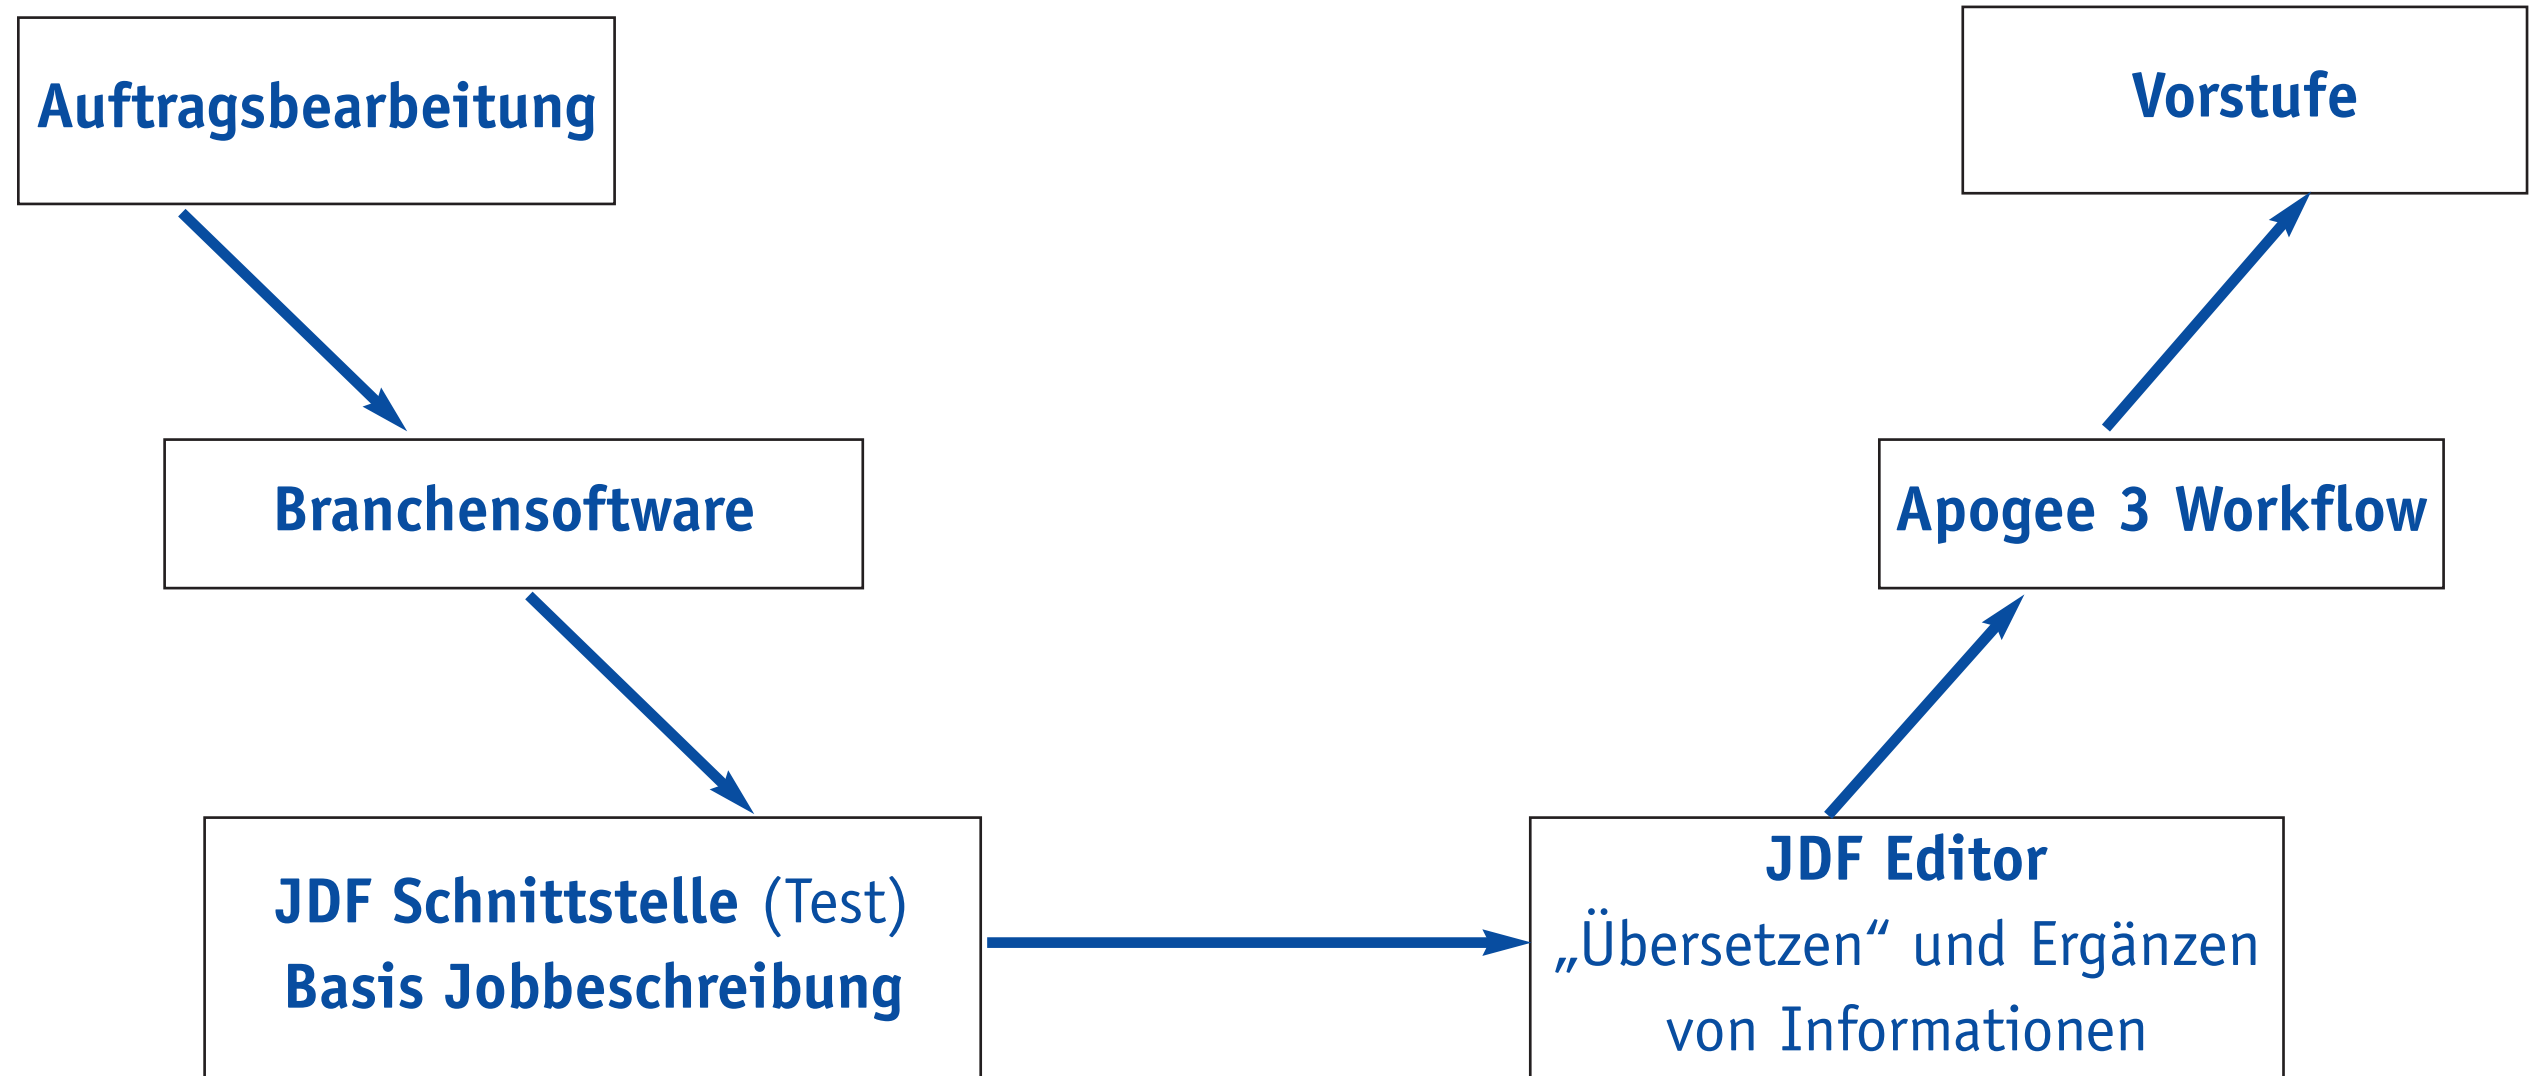 Auftragsbearbeitung
Branchensoftware
JDF Schnittstelle (Test)
Basis Jobbeschreibung
JDF Editor
„Übersetzen“ und Ergänzen
von Informationen
Apogee 3 Workflow
Vorstufe